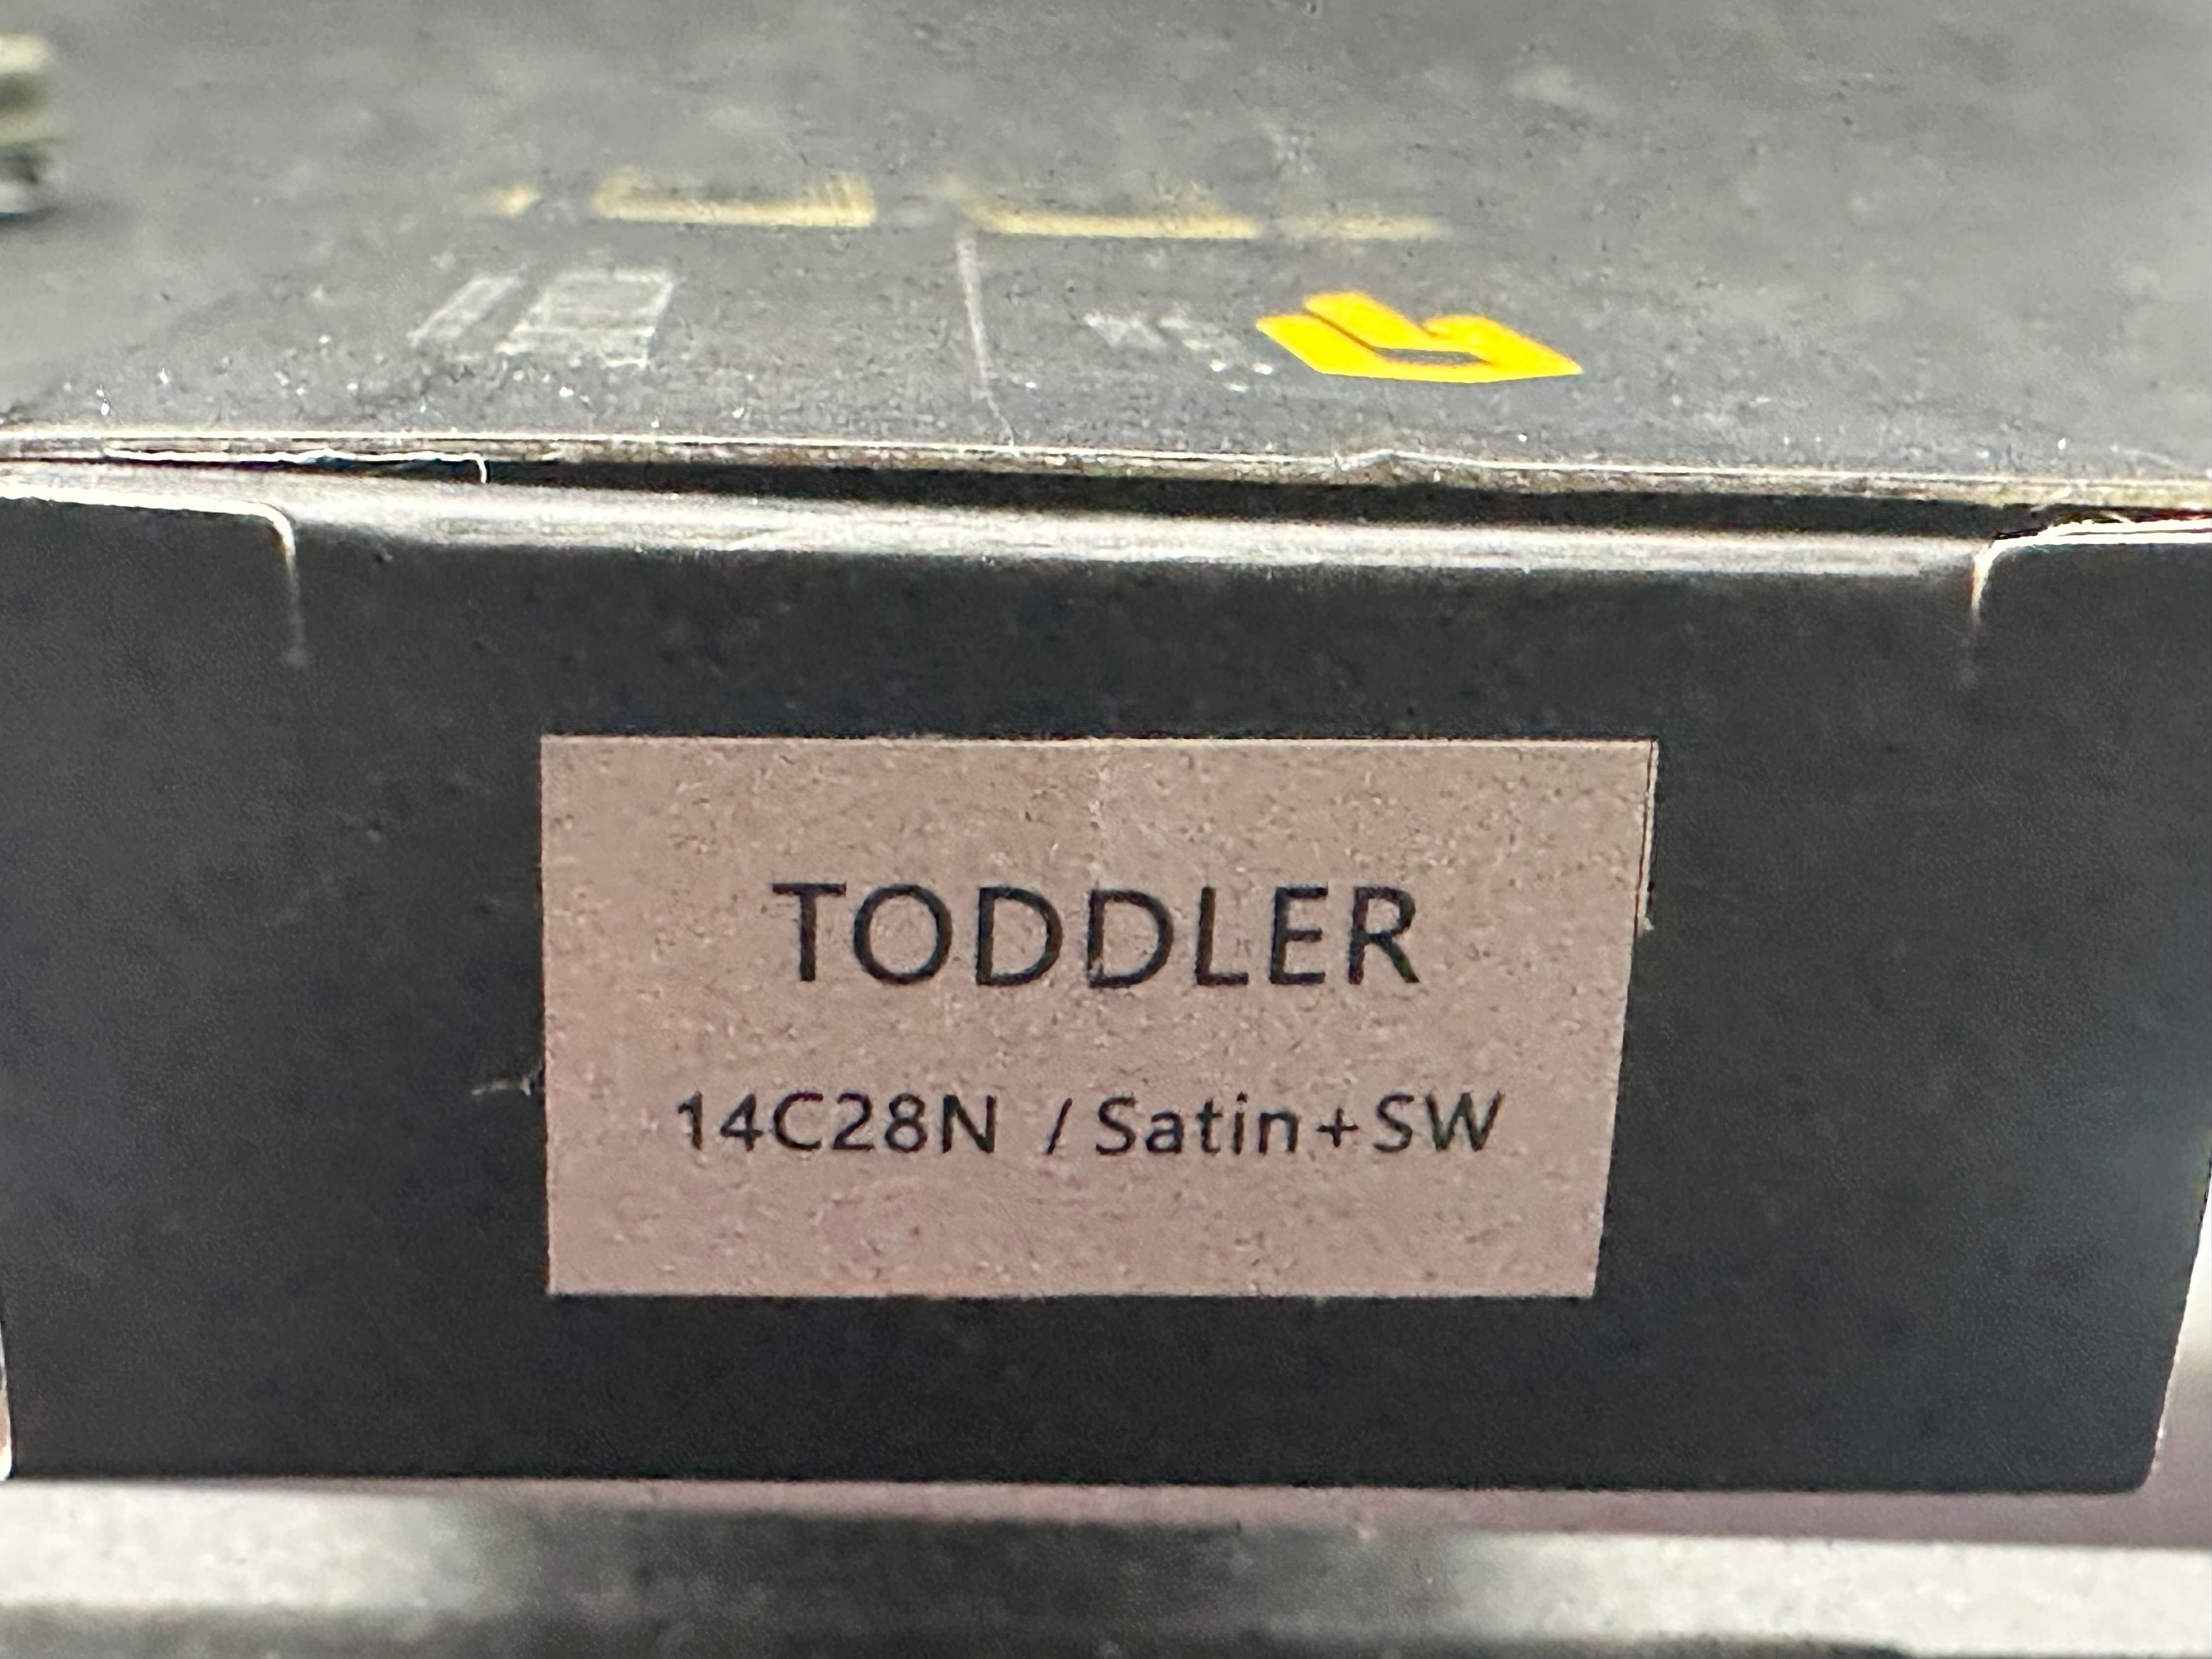 TODDLER
14C28N / Satin+SW